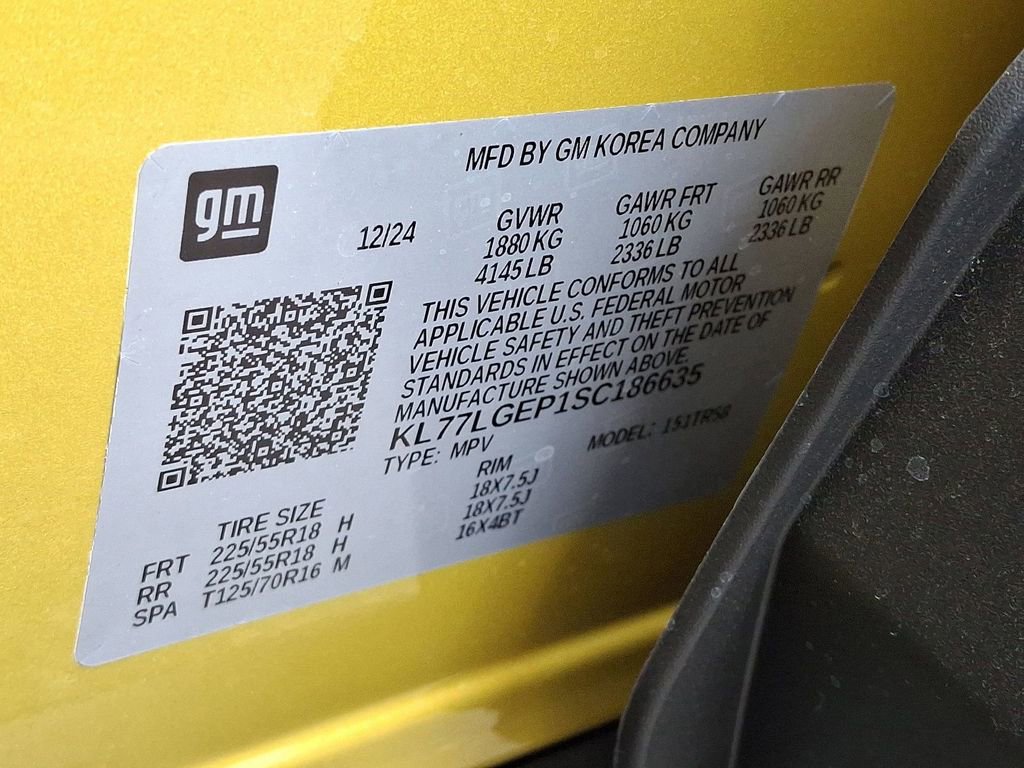 MFD BY GM KOREA COMPANY
gm
12/24
GVWR GAWR FRT GAWR RR
1880 KG 1060 KG 1060 KG
4145 LB 2336 LB 2336 LB
THIS VEHICLE CONFORMS TO ALL
APPLICABLE U.S. FEDERAL MOTOR
VEHICLE SAFETY AND THEFT PREVENTION
STANDARDS IN EFFECT ON THE DATE OF
MANUFACTURE SHOWN ABOVE.
KL77LGEP1SC186635
TYPE: MPV MODEL: 1S1TR58
TIRE SIZE RIM
FRT 225/55R18 H 18X7.5J
RR 225/55R18 H 18X7.5J
SPA T125/70R16 M 16X4BT